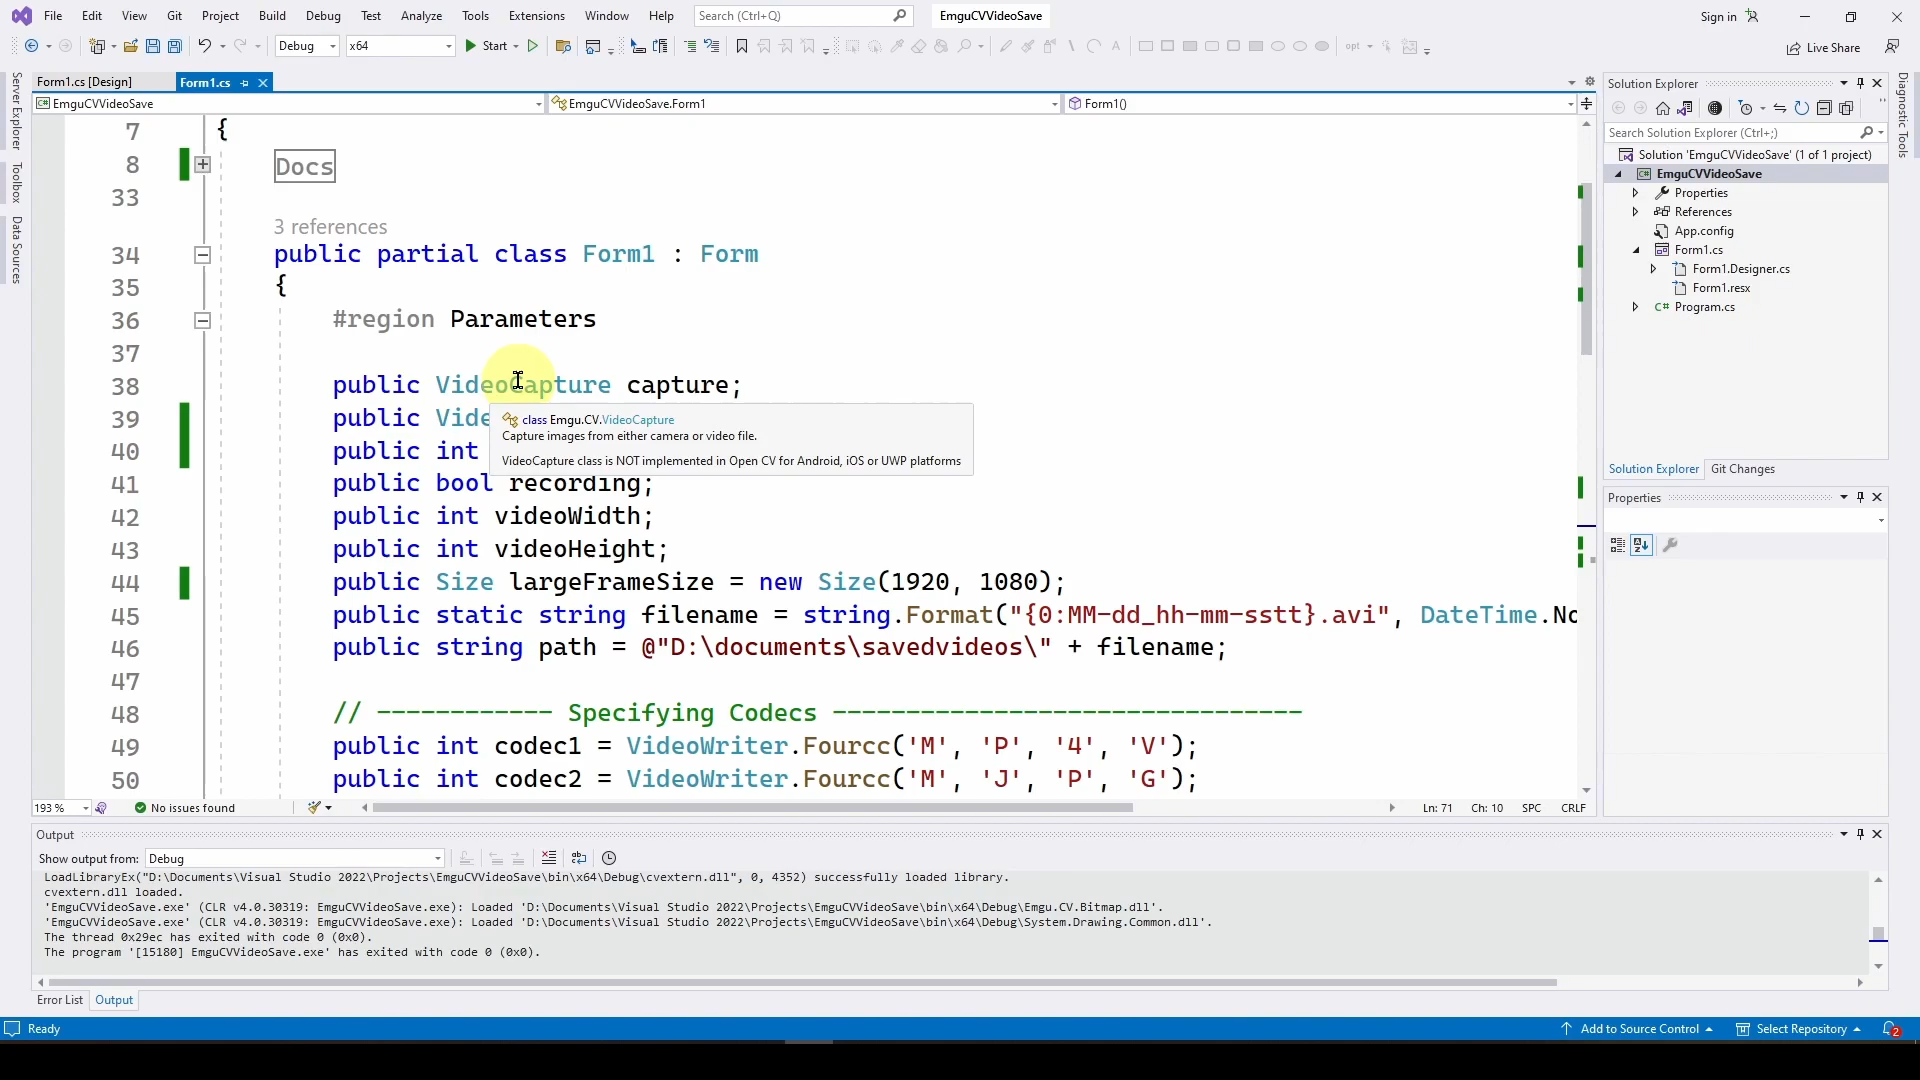 File Edit View Git Project Build Debug Test Analyze Tools Extensions Window Help Search (Ctrl+Q) EmguCVVideoSave Sign in
Debug x64 Start Live Share
Form1.cs [Design] Form1.cs
EmguCVVideoSave EmguCVVideoSave.Form1 Form1()
Server Explorer
Toolbox
Data Sources
7 {
8 Docs
33
3 references
34 public partial class Form1 : Form
35 {
36 #region Parameters
37
38 public VideoCapture capture;
39 public Vide
40 public int
41 public bool recording;
42 public int videoWidth;
43 public int videoHeight;
44 public Size largeFrameSize = new Size(1920, 1080);
45 public static string filename = string.Format("{0:MM-dd_hh-mm-sstt}.avi", DateTime.No
46 public string path = @"D:\documents\savedvideos\" + filename;
47
48 // ------------ Specifying Codecs --------------------------------
49 public int codec1 = VideoWriter.Fourcc('M', 'P', '4', 'V');
50 public int codec2 = VideoWriter.Fourcc('M', 'J', 'P', 'G');
class Emgu.CV.VideoCapture
Capture images from either camera or video file.
VideoCapture class is NOT implemented in Open CV for Android, iOS or UWP platforms
193 % No issues found Ln: 71 Ch: 10 SPC CRLF
Output
Show output from: Debug
LoadLibraryEx("D:\Documents\Visual Studio 2022\Projects\EmguCVVideoSave\bin\x64\Debug\cvextern.dll", 0, 4352) successfully loaded library.
cvextern.dll loaded.
'EmguCVVideoSave.exe' (CLR v4.0.30319: EmguCVVideoSave.exe): Loaded 'D:\Documents\Visual Studio 2022\Projects\EmguCVVideoSave\bin\x64\Debug\Emgu.CV.Bitmap.dll'.
'EmguCVVideoSave.exe' (CLR v4.0.30319: EmguCVVideoSave.exe): Loaded 'D:\Documents\Visual Studio 2022\Projects\EmguCVVideoSave\bin\x64\Debug\System.Drawing.Common.dll'.
The thread 0x29ec has exited with code 0 (0x0).
The program '[15180] EmguCVVideoSave.exe' has exited with code 0 (0x0).
Error List Output
Solution Explorer
Search Solution Explorer (Ctrl+;)
Solution 'EmguCVVideoSave' (1 of 1 project)
C# EmguCVVideoSave
Properties
References
App.config
Form1.cs
Form1.Designer.cs
Form1.resx
C# Program.cs
Solution Explorer Git Changes
Properties
Diagnostic Tools
Ready Add to Source Control Select Repository 2